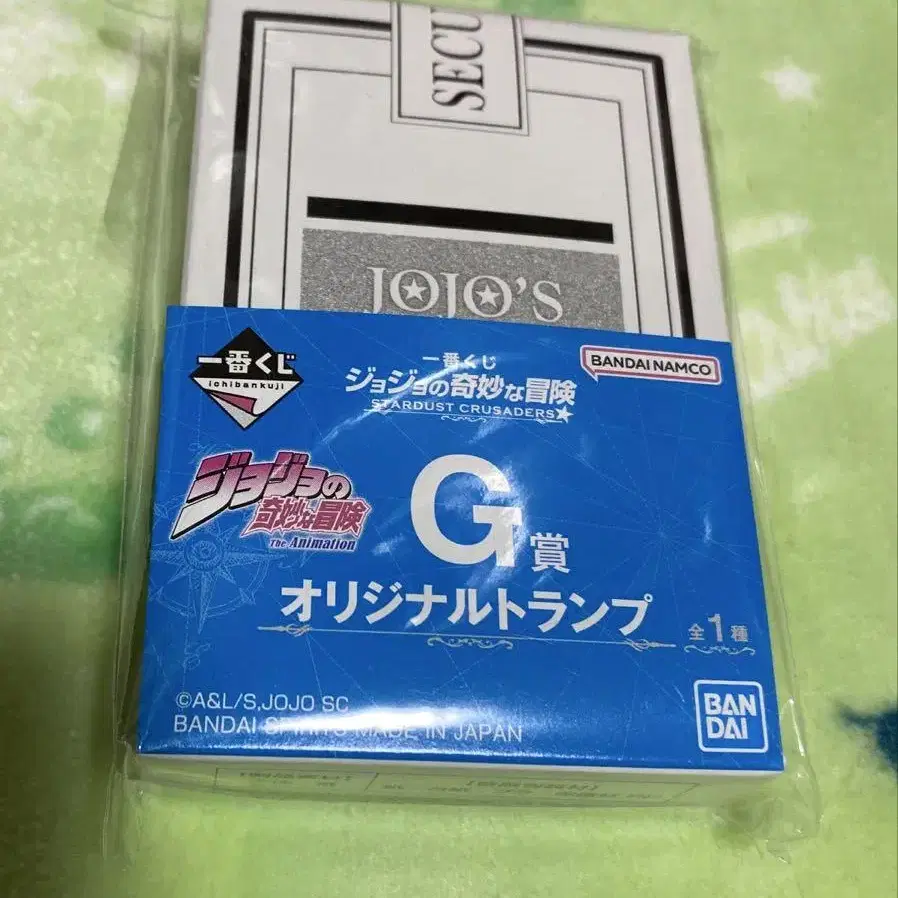 SECU
JOJO'S
一番くじ
ichibankuji
一番くじ
ジョジョの奇妙な冒険
STARDUST CRUSADERS
BANDAI NAMCO
ジョジョの
奇妙な冒険
The Animation
G賞
オリジナルトランプ
全1種
©A&L/S,JOJO SC
BANDAI SPIRITS MADE IN JAPAN
BAN
DAI